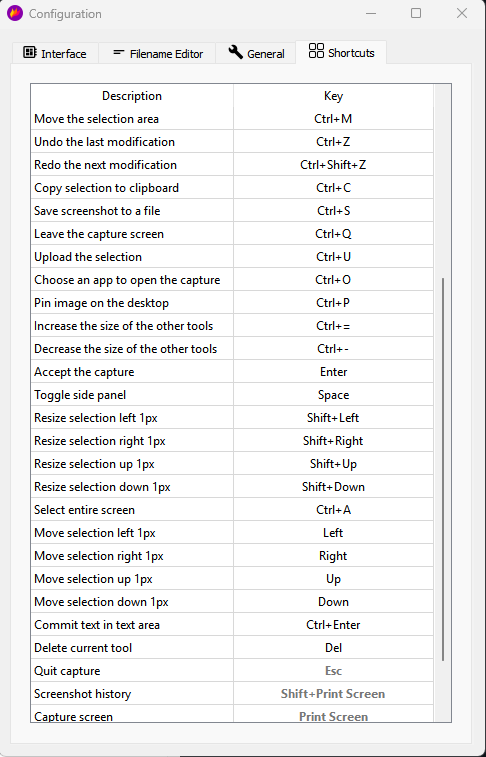 Configuration
Interface Filename Editor General Shortcuts
Description Key
Move the selection area Ctrl+M
Undo the last modification Ctrl+Z
Redo the next modification Ctrl+Shift+Z
Copy selection to clipboard Ctrl+C
Save screenshot to a file Ctrl+S
Leave the capture screen Ctrl+Q
Upload the selection Ctrl+U
Choose an app to open the capture Ctrl+O
Pin image on the desktop Ctrl+P
Increase the size of the other tools Ctrl+=
Decrease the size of the other tools Ctrl+-
Accept the capture Enter
Toggle side panel Space
Resize selection left 1px Shift+Left
Resize selection right 1px Shift+Right
Resize selection up 1px Shift+Up
Resize selection down 1px Shift+Down
Select entire screen Ctrl+A
Move selection left 1px Left
Move selection right 1px Right
Move selection up 1px Up
Move selection down 1px Down
Commit text in text area Ctrl+Enter
Delete current tool Del
Quit capture Esc
Screenshot history Shift+Print Screen
Capture screen Print Screen